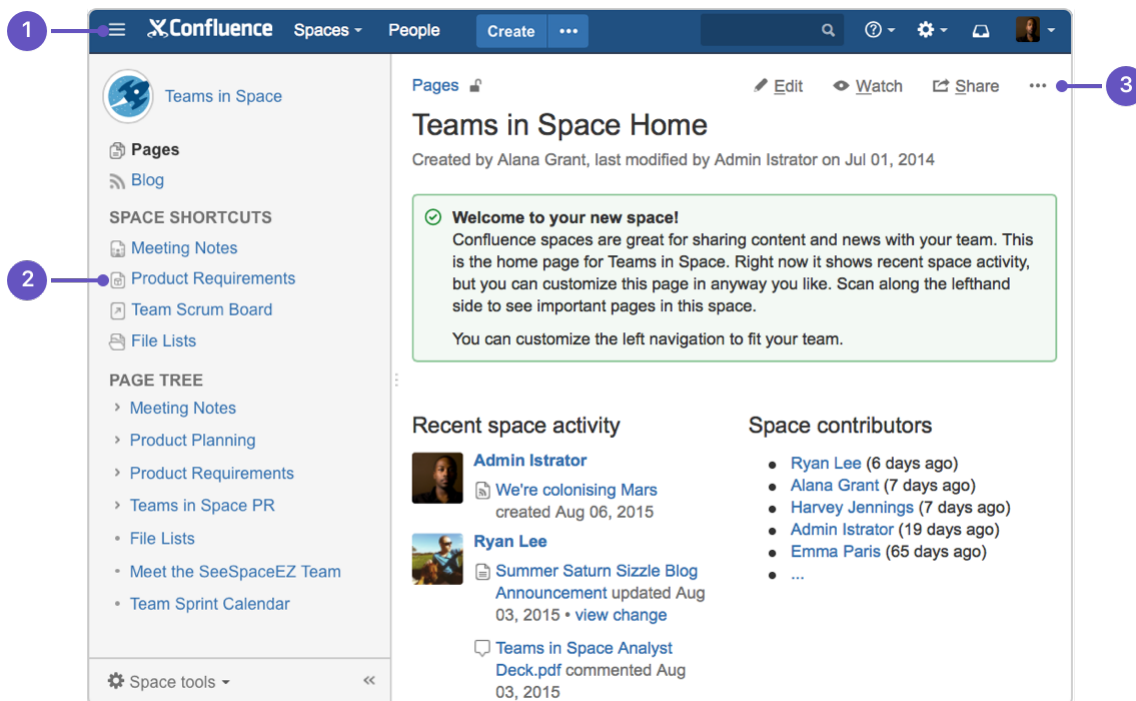 1
Confluence Spaces People Create
Teams in Space
Pages
Blog
SPACE SHORTCUTS
Meeting Notes
2
Product Requirements
Team Scrum Board
File Lists
PAGE TREE
Meeting Notes
Product Planning
Product Requirements
Teams in Space PR
File Lists
Meet the SeeSpaceEZ Team
Team Sprint Calendar
Space tools
Pages Edit Watch Share ••• 3
Teams in Space Home
Created by Alana Grant, last modified by Admin Istrator on Jul 01, 2014
Welcome to your new space!
Confluence spaces are great for sharing content and news with your team. This
is the home page for Teams in Space. Right now it shows recent space activity,
but you can customize this page in anyway you like. Scan along the lefthand
side to see important pages in this space.
You can customize the left navigation to fit your team.
Recent space activity
Admin Istrator
We're colonising Mars
created Aug 06, 2015
Ryan Lee
Summer Saturn Sizzle Blog
Announcement updated Aug
03, 2015 • view change
Teams in Space Analyst
Deck.pdf commented Aug
03, 2015
Space contributors
• Ryan Lee (6 days ago)
• Alana Grant (7 days ago)
• Harvey Jennings (7 days ago)
• Admin Istrator (19 days ago)
• Emma Paris (65 days ago)
• ...